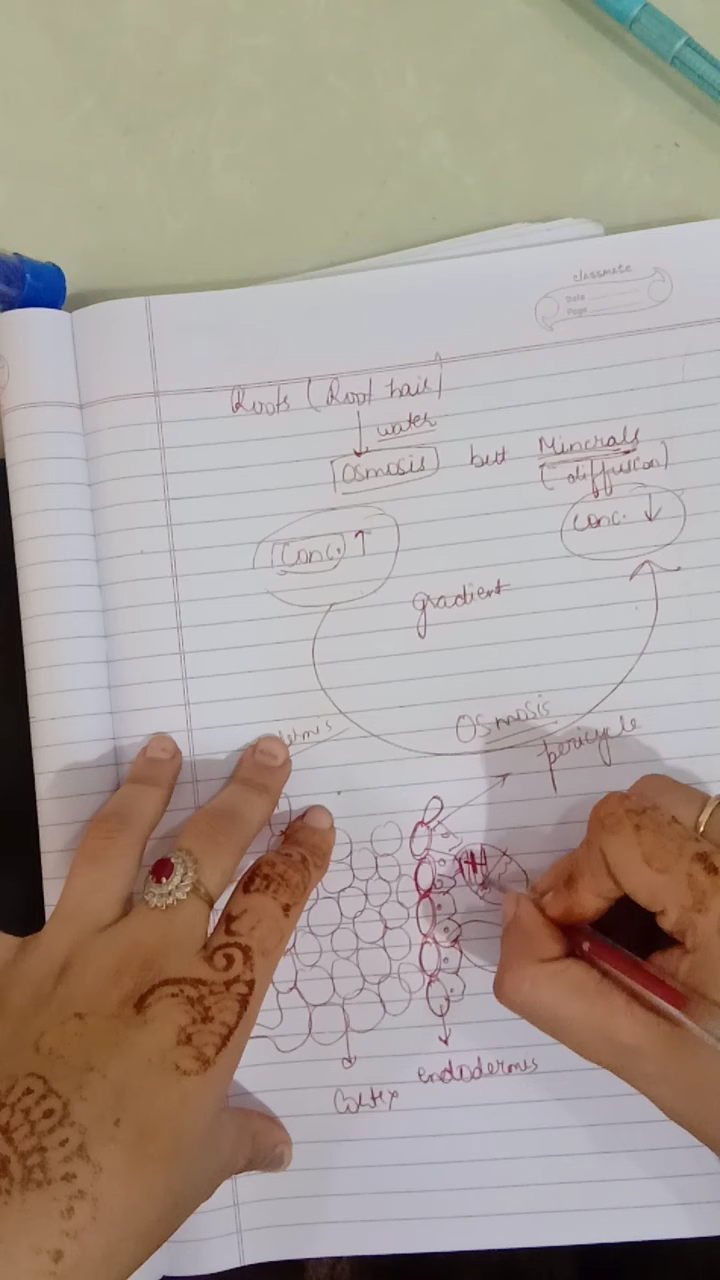 classmate
Date
Page
Roots (Root hair)
water
(osmosis) but Minerals
(diffusion)
Conc. ↑
Conc. ↓
gradient
Osmosis
pericycle
endodermis
Cortex